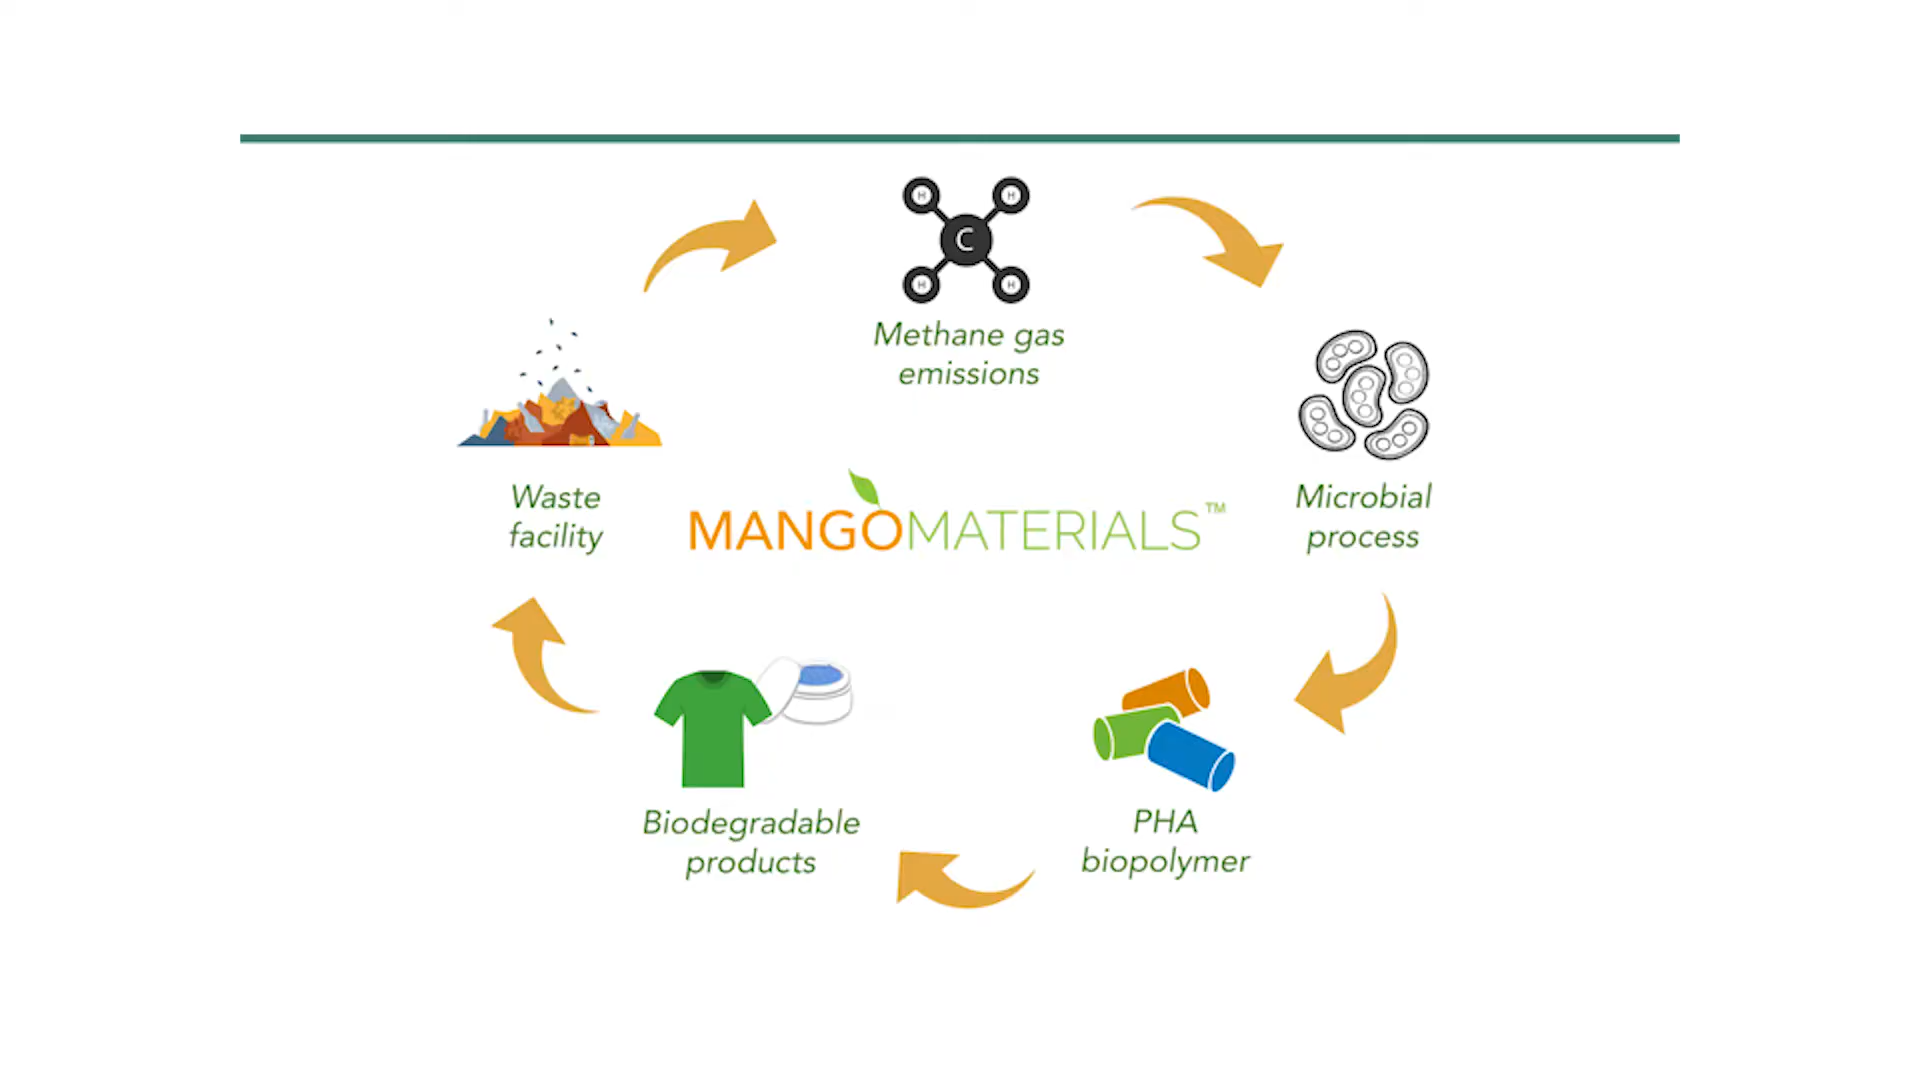 H H
C
H H
Methane gas
emissions
Waste
facility
MANGOMATERIALS™
Microbial
process
Biodegradable
products
PHA
biopolymer